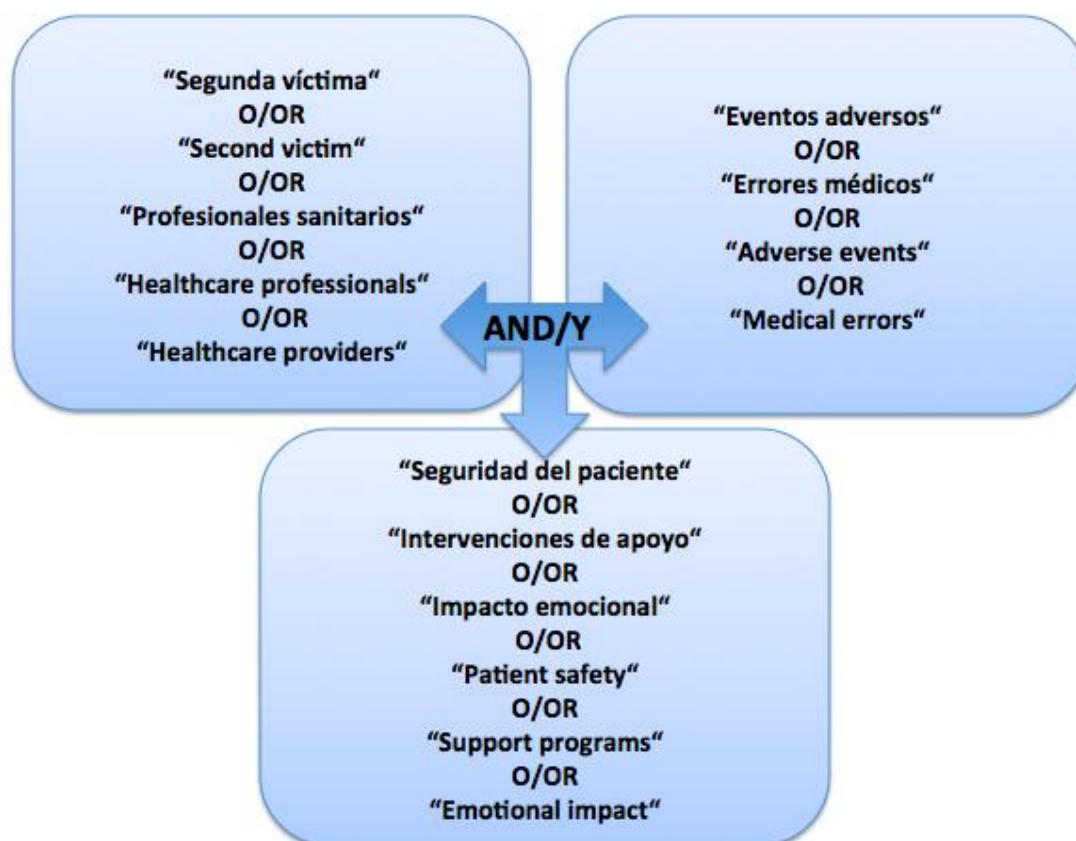 “Segunda víctima“
O/OR
“Second victim“
O/OR
“Profesionales sanitarios“
O/OR
“Healthcare professionals“
O/OR
“Healthcare providers“
“Eventos adversos“
O/OR
“Errores médicos“
O/OR
“Adverse events“
O/OR
“Medical errors“
AND/Y
“Seguridad del paciente“
O/OR
“Intervenciones de apoyo“
O/OR
“Impacto emocional“
O/OR
“Patient safety“
O/OR
“Support programs“
O/OR
“Emotional impact“